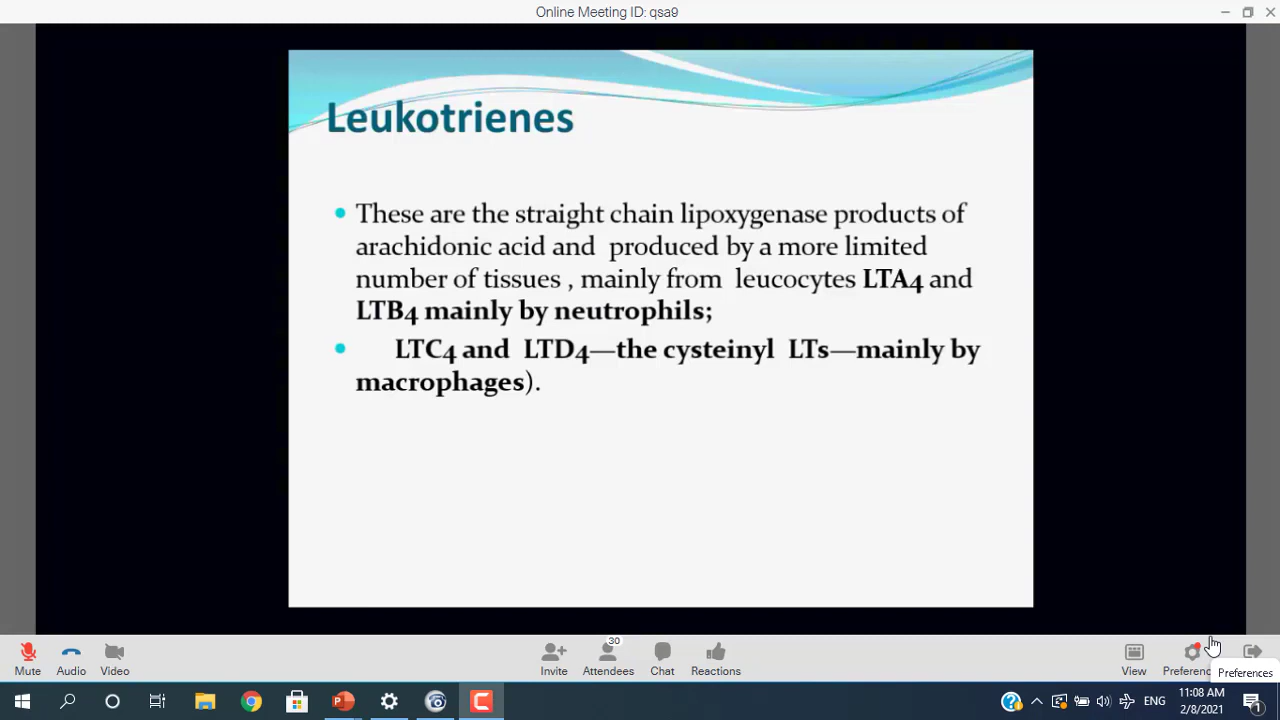 Online Meeting ID: qsa9
Leukotrienes
These are the straight chain lipoxygenase products of
arachidonic acid and produced by a more limited
number of tissues , mainly from leucocytes LTA4 and
LTB4 mainly by neutrophils;
LTC4 and LTD4—the cysteinyl LTs—mainly by
macrophages).
30
Mute Audio Video Invite Attendees Chat Reactions View Preferenc
Preferences
11:08 AM
ENG
2/8/2021
1